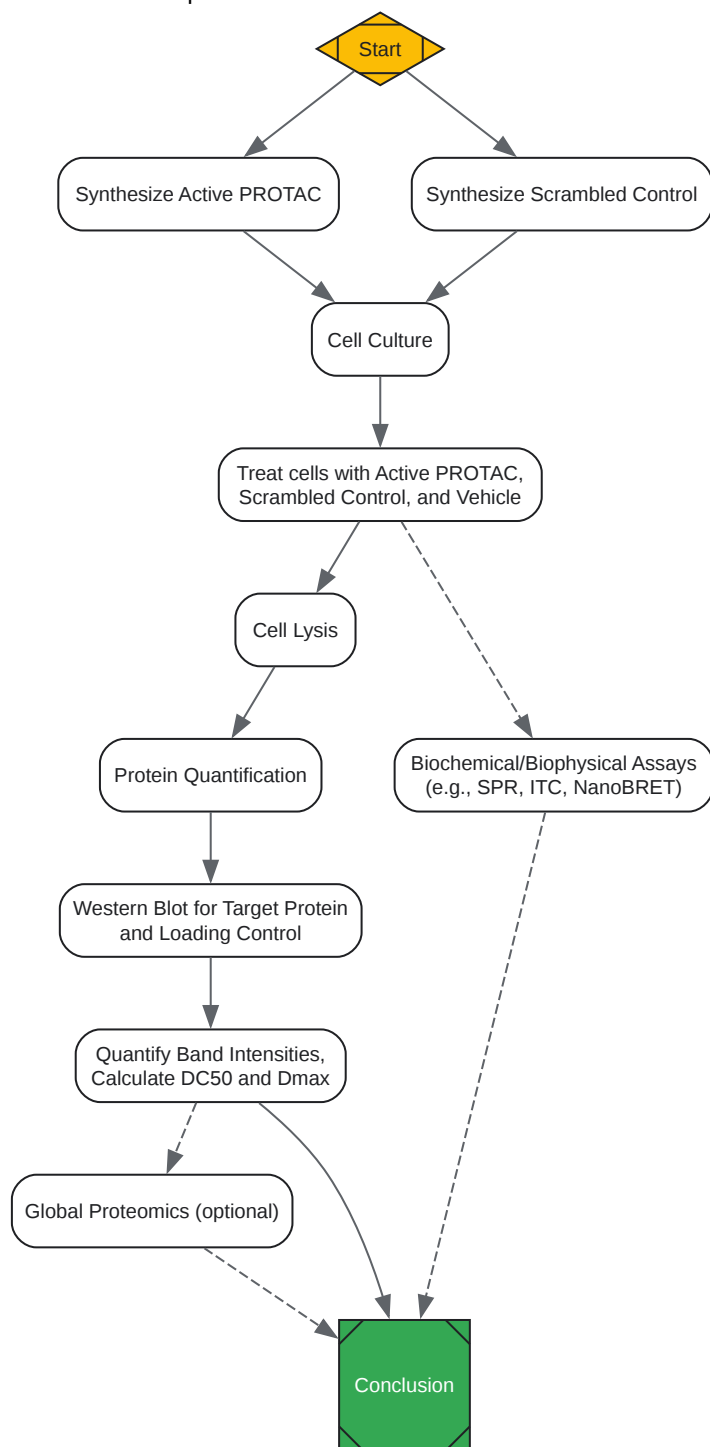 Start
Synthesize Active PROTAC
Synthesize Scrambled Control
Cell Culture
Treat cells with Active PROTAC,
Scrambled Control, and Vehicle
Cell Lysis
Protein Quantification
Biochemical/Biophysical Assays
(e.g., SPR, ITC, NanoBRET)
Western Blot for Target Protein
and Loading Control
Quantify Band Intensities,
Calculate DC50 and Dmax
Global Proteomics (optional)
Conclusion